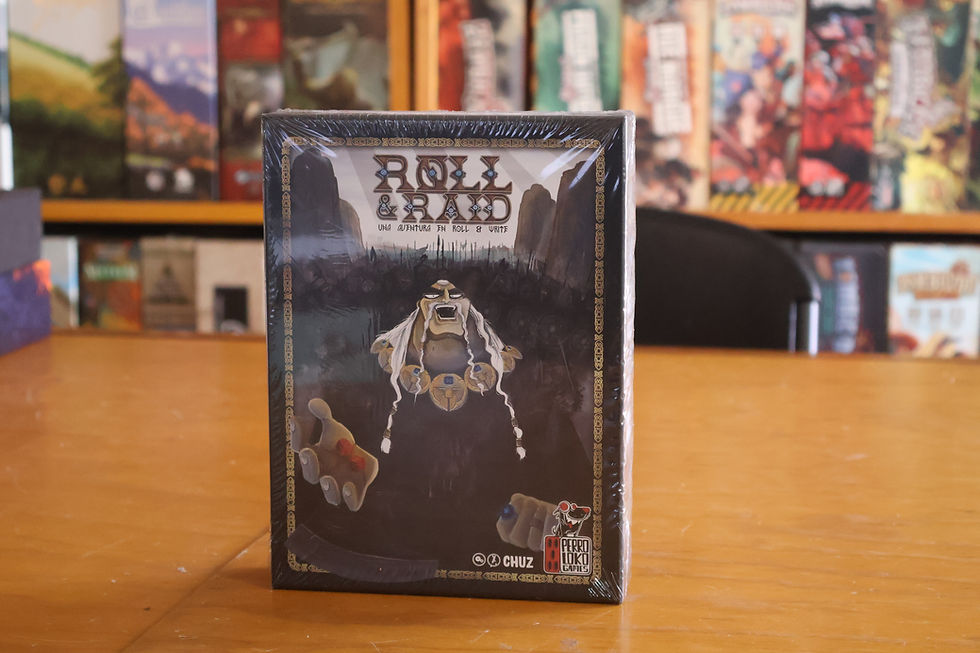 ROLL
& RAID
UNA AVENTURA EN ROLL & WRITE
CHUZ
PERRO
LOKO
GAMES